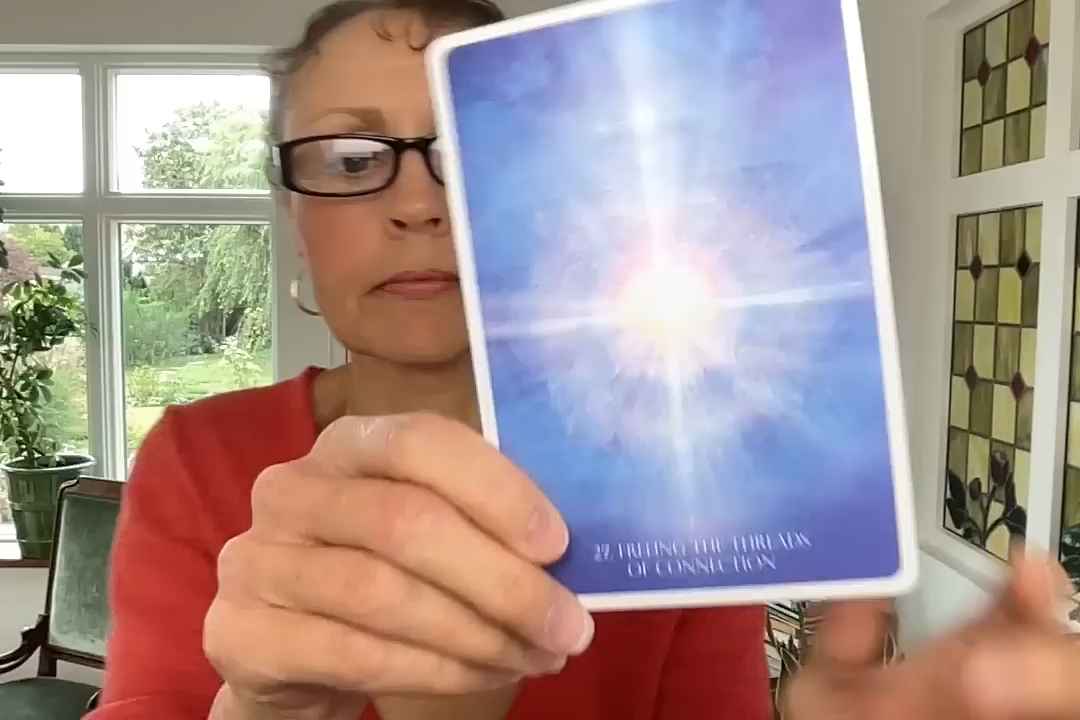 27. FREEING THE THREADS
OF CONNECTION